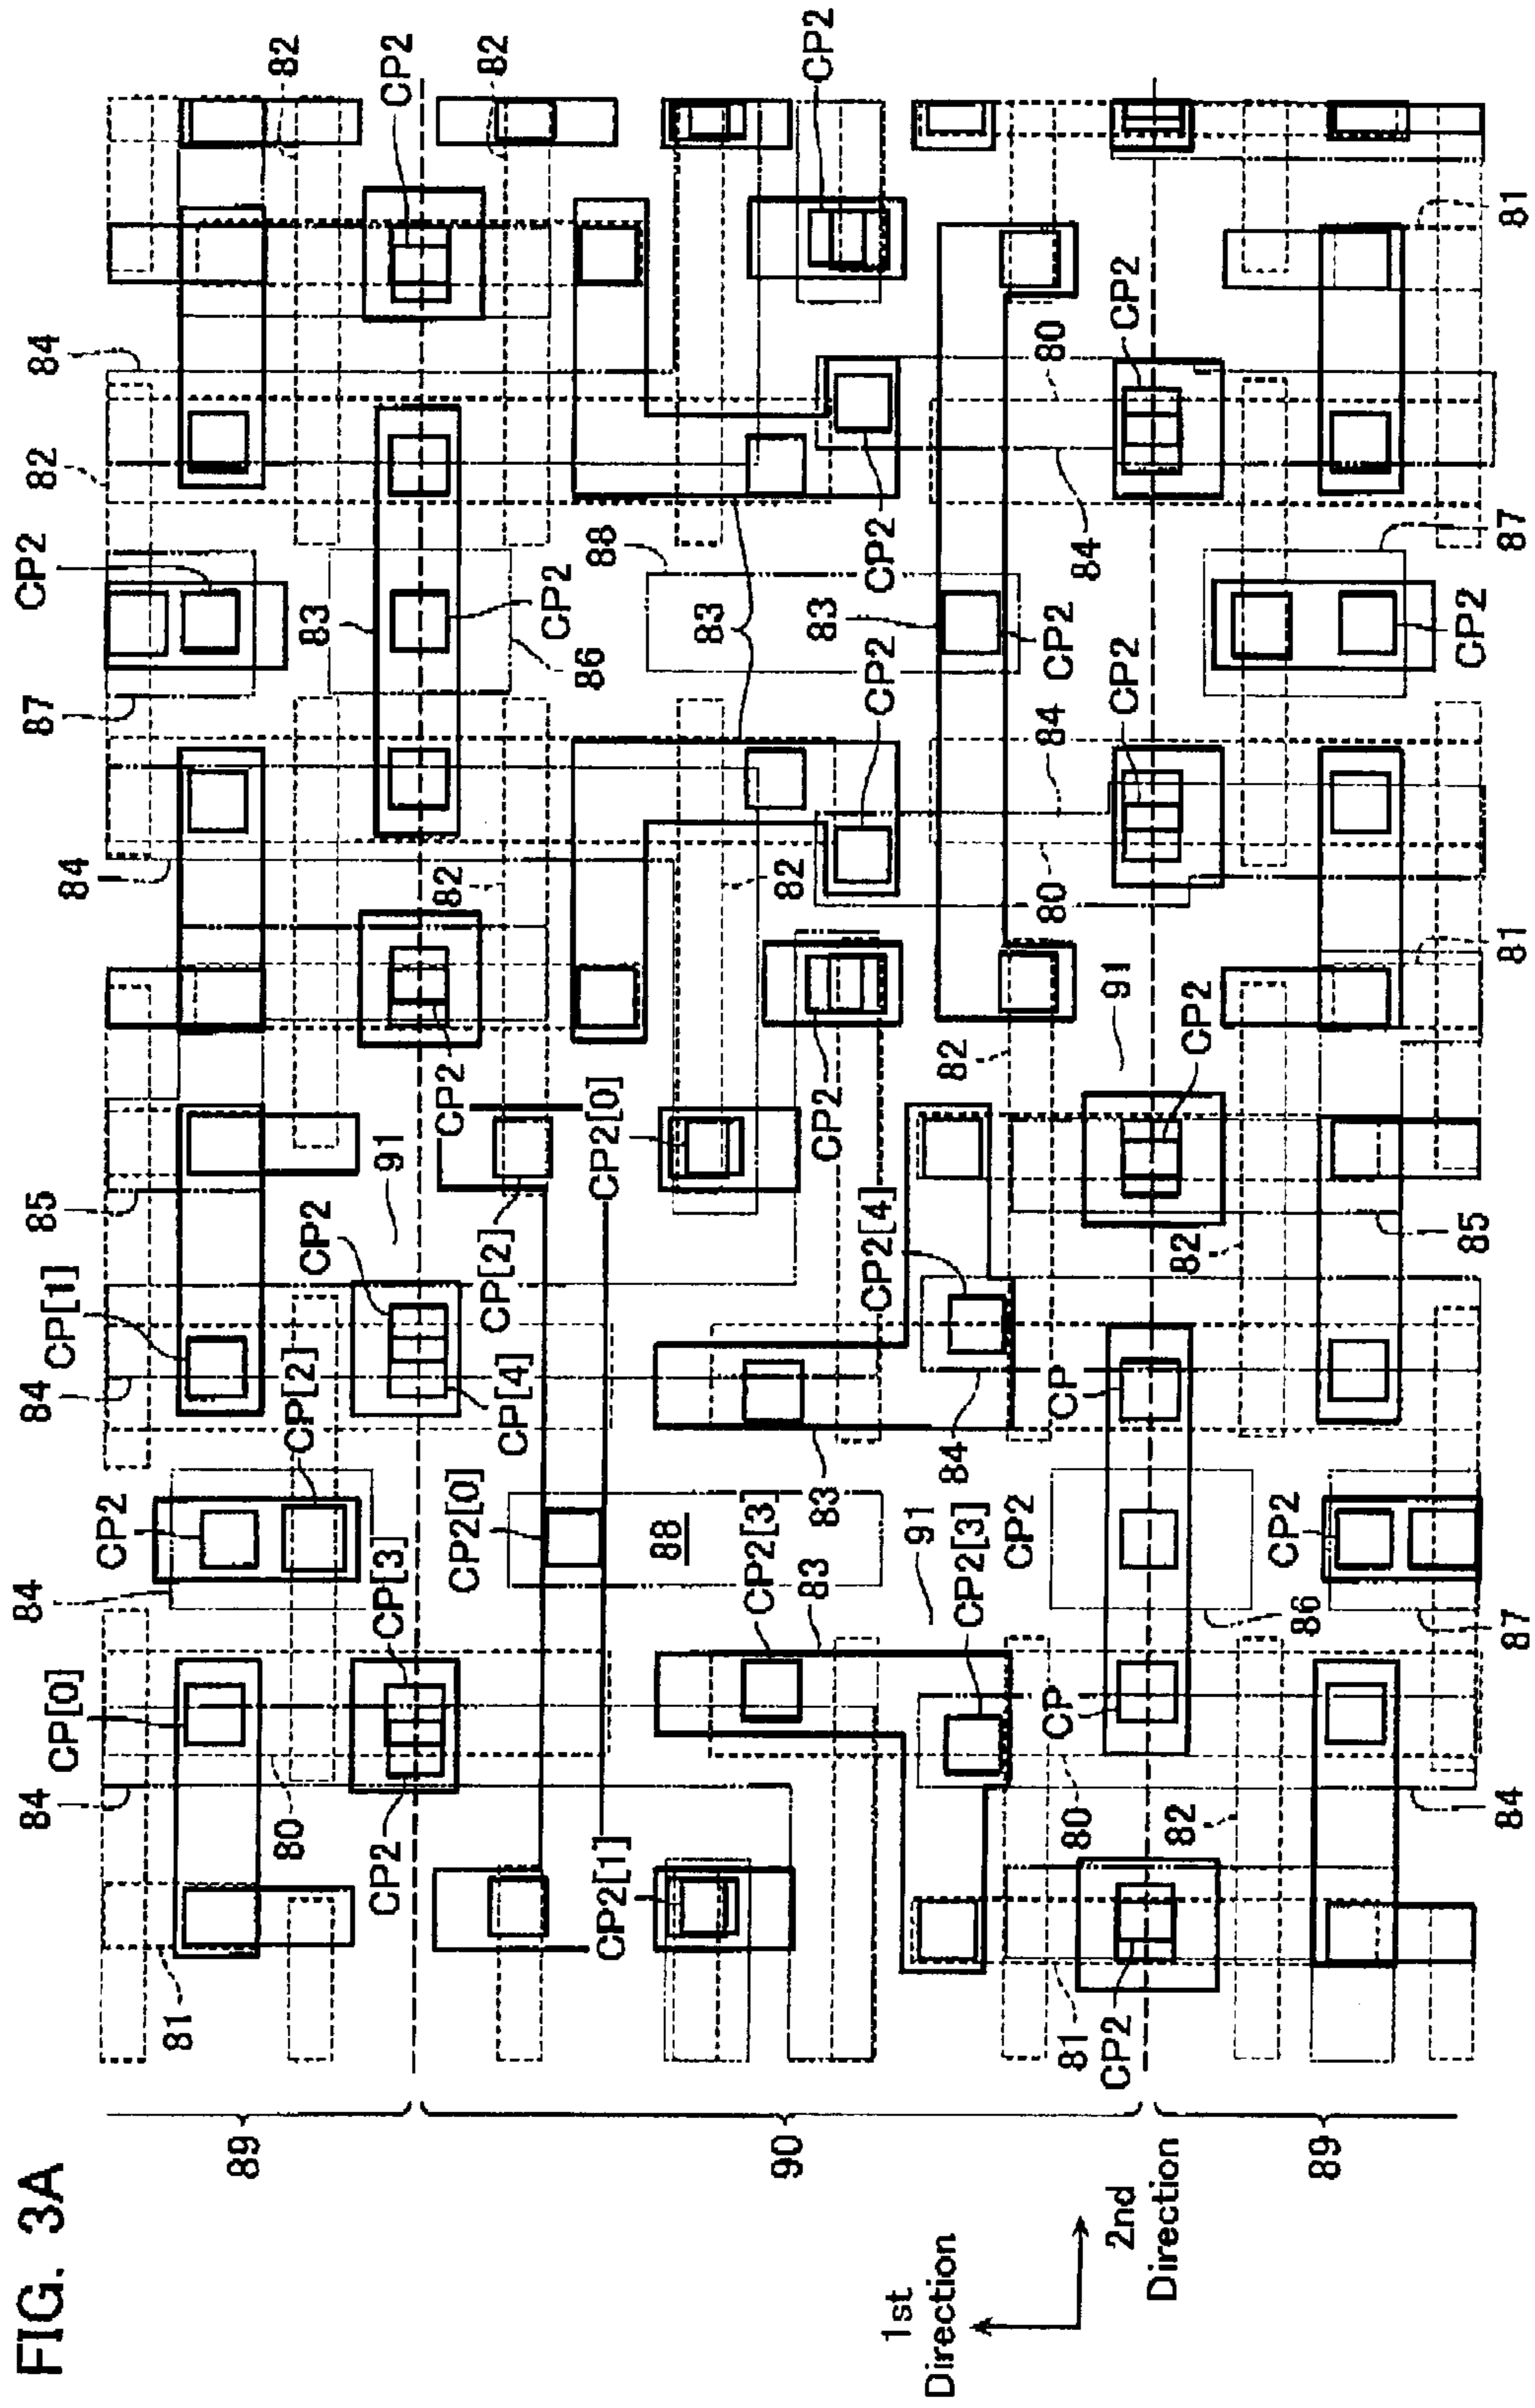 FIG. 3A
82
CP2
82
CP2
84
82
CP2
87
83
CP2
86
88
83
83
CP2
CP2
CP2
84
80
CP2
81
87
CP2
84
82
CP2
84
80
CP2
82
82
91
CP2
81
CP2
CP2[0]
CP2
CP2[4]
82
85
91
CP2
CP[2]
CP[1]
84
CP[2]
CP[4]
CP2
84
CP[3]
CP2[0]
88
CP2[3]
83
84
CP
82
85
CP2
CP2
86
87
91
CP2[3]
83
CP
CP[0]
84
80
CP2
CP2[1]
81
80
82
84
81
CP2
89
90
89
1st
Direction
2nd
Direction